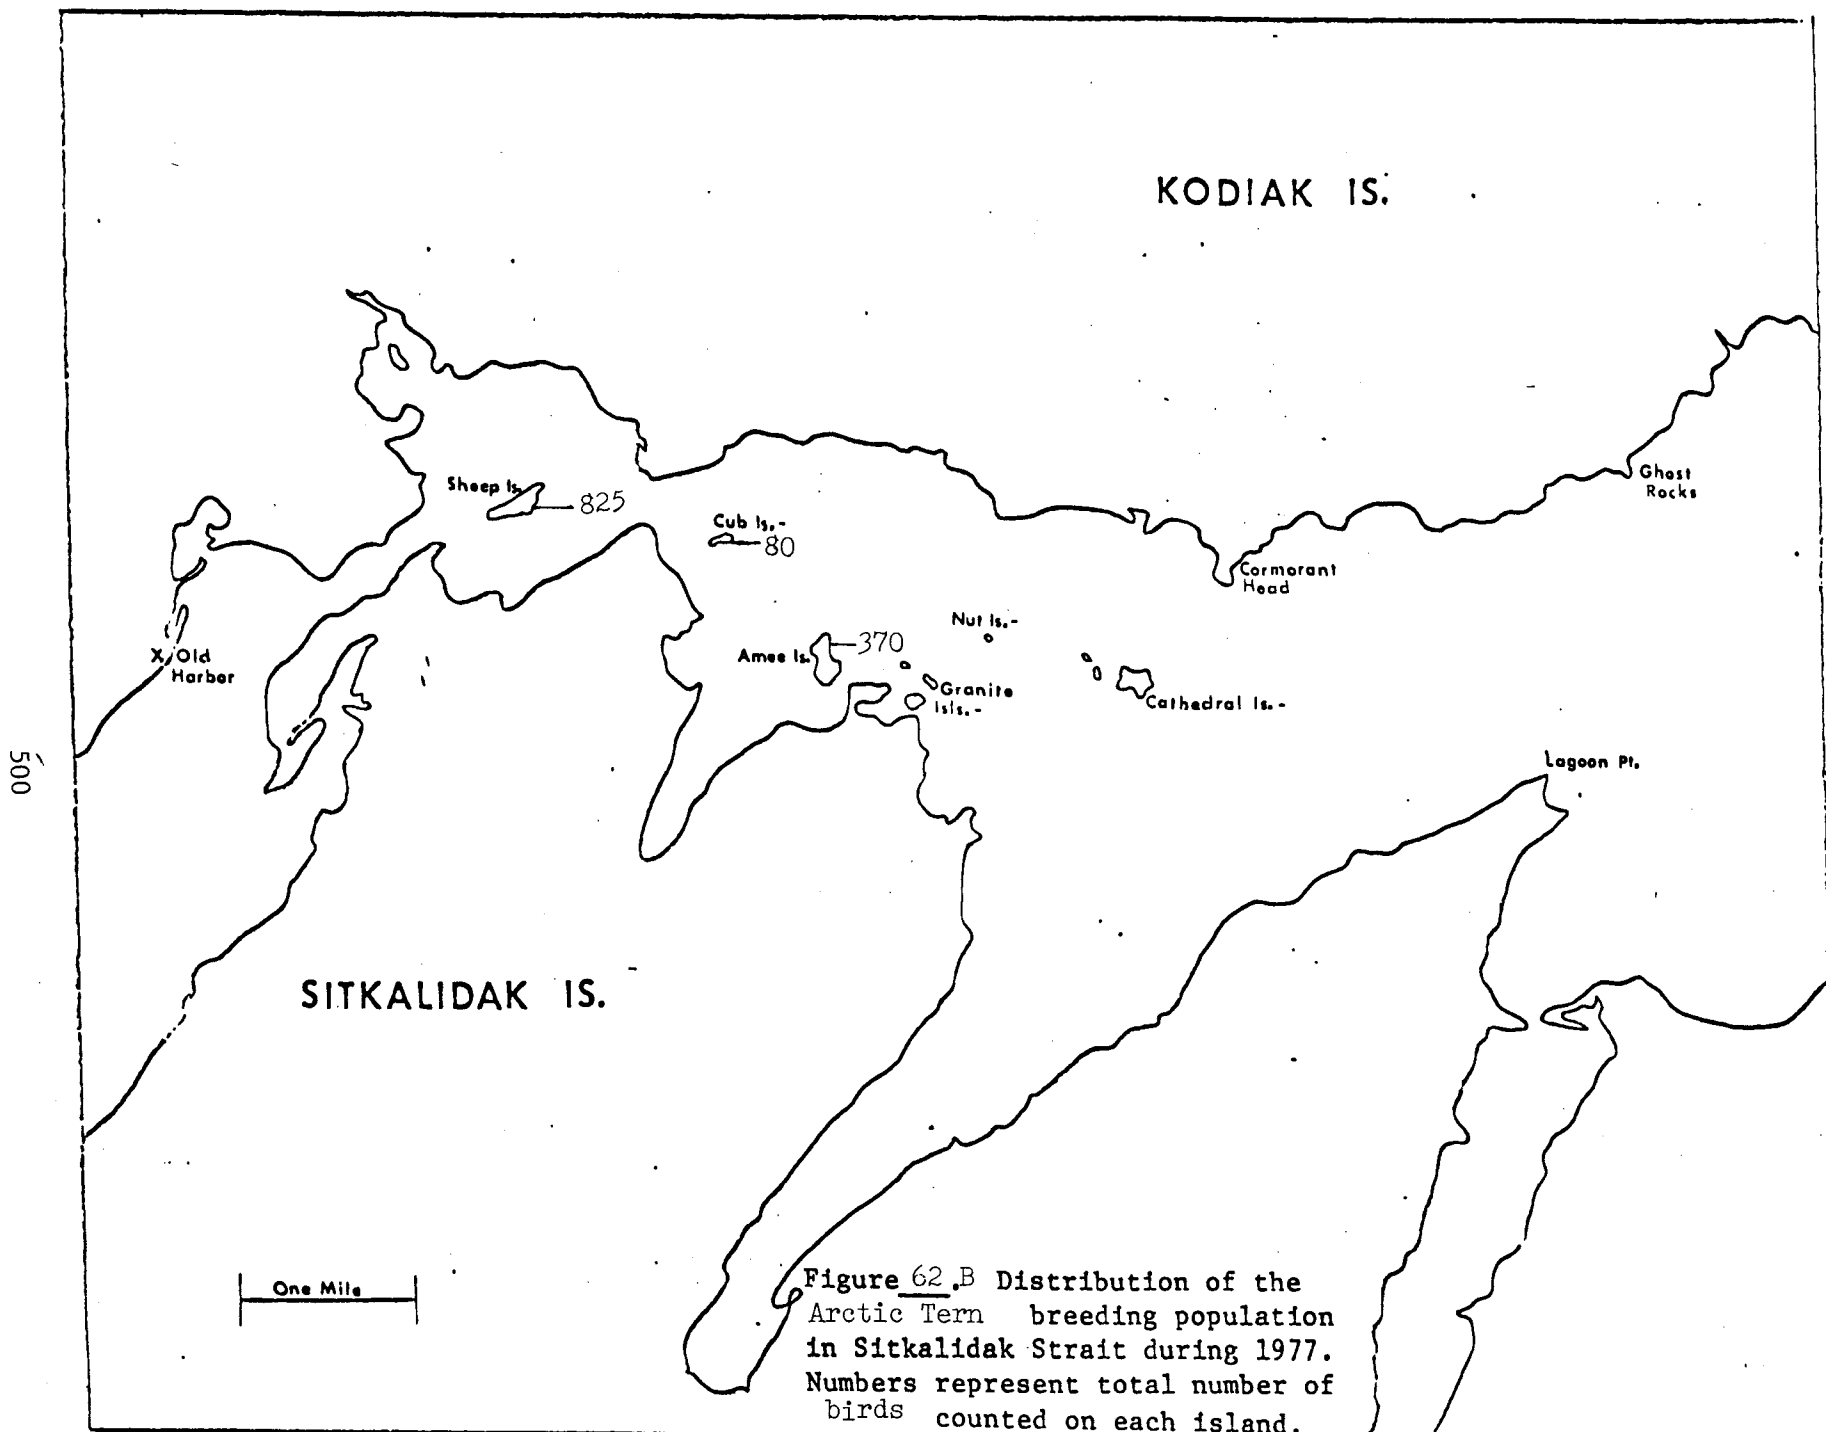 KODIAK IS.
Ghost
Rocks
Sheep Is.
825
Cub Is.-
80
Cormorant
Head
Nut Is.-
370
Amee Is.
X Old
Harbor
Granite
Isls.-
Cathedral Is.-
Lagoon Pt.
500
SITKALIDAK IS.
One Mile
Figure 62.B Distribution of the
Arctic Tern breeding population
in Sitkalidak Strait during 1977.
Numbers represent total number of
birds counted on each island.